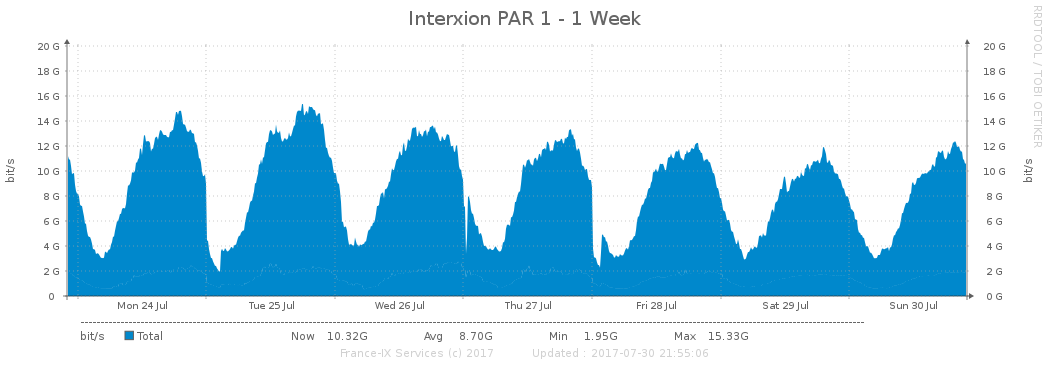 Interxion PAR 1 - 1 Week
RRDTOOL / TOBI OETIKER
20 G 20 G
18 G 18 G
16 G 16 G
14 G 14 G
12 G 12 G
10 G 10 G
8 G 8 G
6 G 6 G
4 G 4 G
2 G 2 G
0 0 G
bit/s bit/s
Mon 24 Jul Tue 25 Jul Wed 26 Jul Thu 27 Jul Fri 28 Jul Sat 29 Jul Sun 30 Jul
bit/s Total Now 10.32G Avg 8.70G Min 1.95G Max 15.33G
France-IX Services (c) 2017 Updated : 2017-07-30 21:55:06